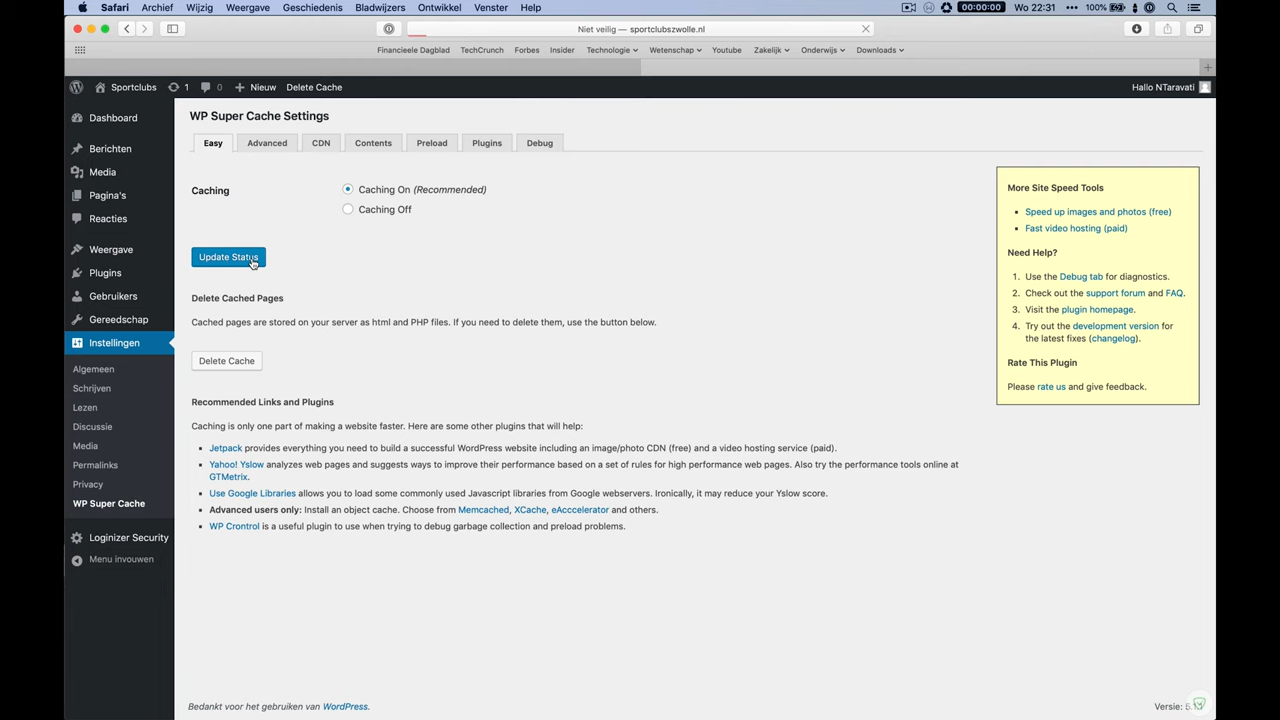 Safari Archief Wijzig Weergave Geschiedenis Bladwijzers Ontwikkel Venster Help 00:00:00 Wo 22:31 100%
Niet veilig — sportclubszwolle.nl
Financieele Dagblad TechCrunch Forbes Insider Technologie Wetenschap Youtube Zakelijk Onderwijs Downloads
Sportclubs 1 0 Nieuw Delete Cache Hallo NTaravati
Dashboard
Berichten
Media
Pagina's
Reacties
Weergave
Plugins
Gebruikers
Gereedschap
Instellingen
Algemeen
Schrijven
Lezen
Discussie
Media
Permalinks
Privacy
WP Super Cache
Loginizer Security
Menu invouwen
WP Super Cache Settings
Easy Advanced CDN Contents Preload Plugins Debug
Caching
Caching On (Recommended)
Caching Off
Update Status
Delete Cached Pages
Cached pages are stored on your server as html and PHP files. If you need to delete them, use the button below.
Delete Cache
Recommended Links and Plugins
Caching is only one part of making a website faster. Here are some other plugins that will help:
Jetpack provides everything you need to build a successful WordPress website including an image/photo CDN (free) and a video hosting service (paid).
Yahoo! Yslow analyzes web pages and suggests ways to improve their performance based on a set of rules for high performance web pages. Also try the performance tools online at
GTMetrix.
Use Google Libraries allows you to load some commonly used Javascript libraries from Google webservers. Ironically, it may reduce your Yslow score.
Advanced users only: Install an object cache. Choose from Memcached, XCache, eAcccelerator and others.
WP Crontrol is a useful plugin to use when trying to debug garbage collection and preload problems.
More Site Speed Tools
Speed up images and photos (free)
Fast video hosting (paid)
Need Help?
1. Use the Debug tab for diagnostics.
2. Check out the support forum and FAQ.
3. Visit the plugin homepage.
4. Try out the development version for
the latest fixes (changelog).
Rate This Plugin
Please rate us and give feedback.
Bedankt voor het gebruiken van WordPress.
Versie: